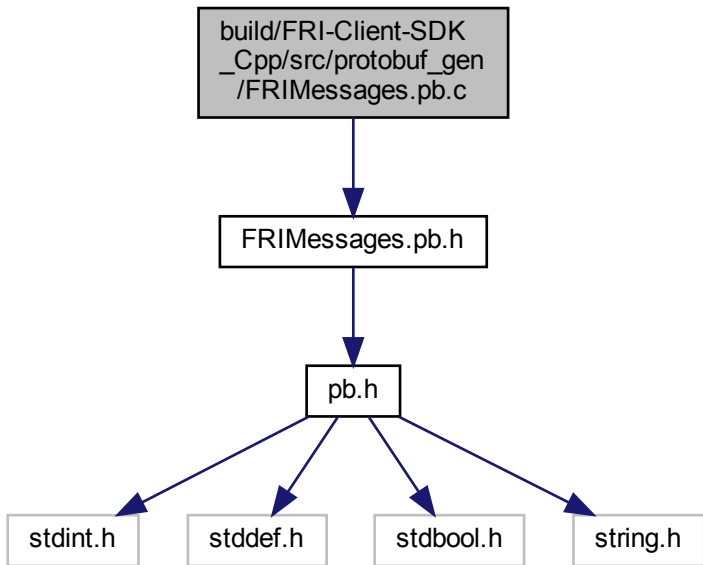 build/FRI-Client-SDK
_Cpp/src/protobuf_gen
/FRIMessages.pb.c
FRIMessages.pb.h
pb.h
stdint.h
stddef.h
stdbool.h
string.h